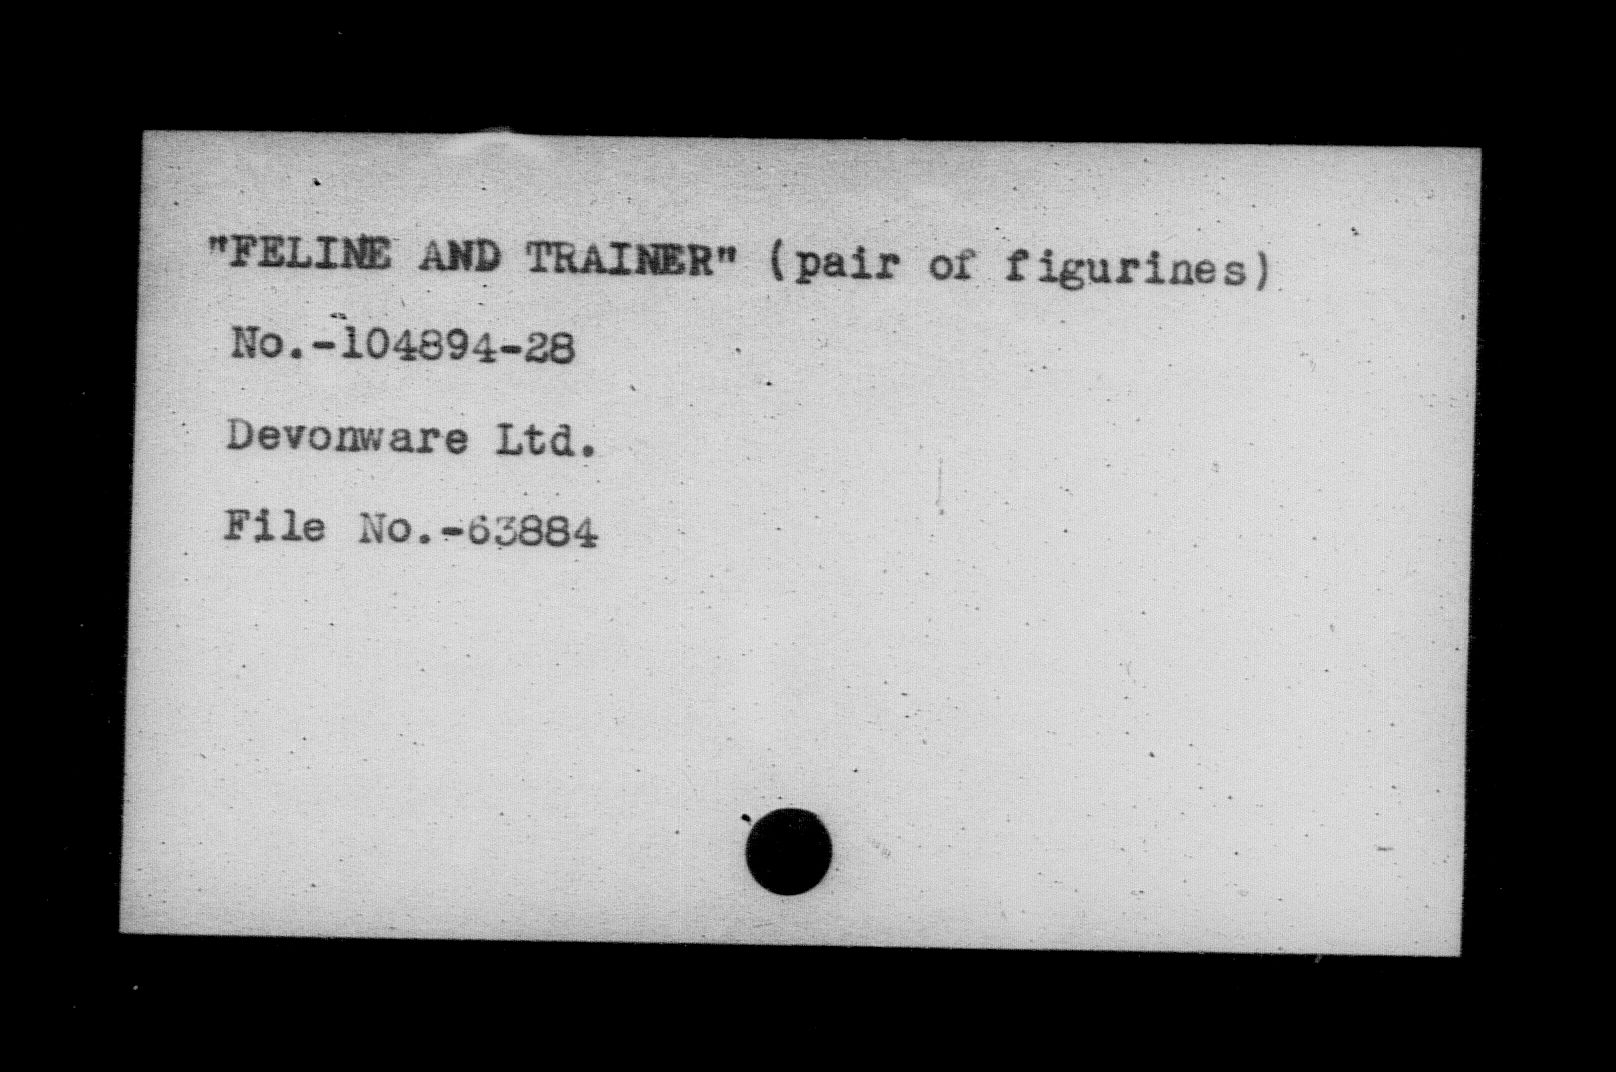 "FELINE AND TRAINER" (pair of figurines)
No.-104894-28
Devonware Ltd.
File No.-63884